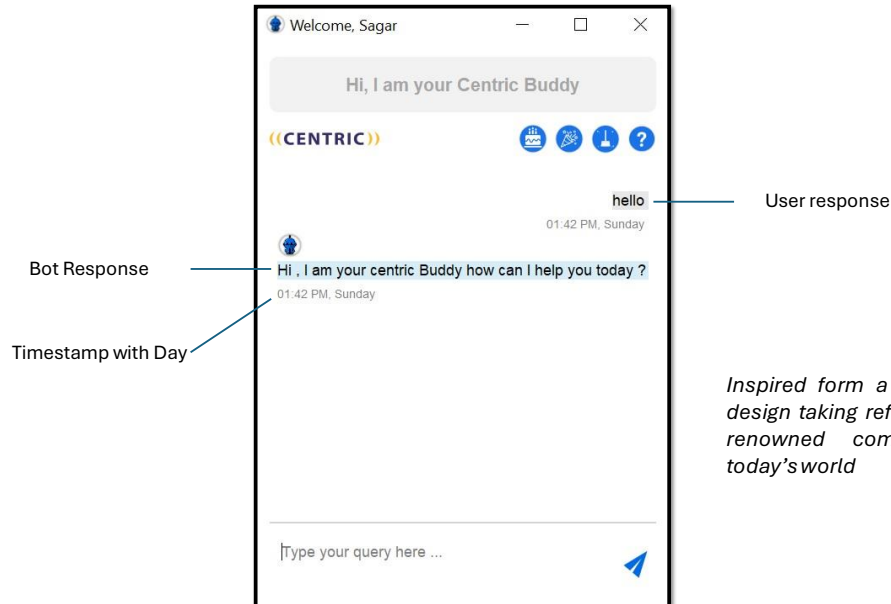 Welcome, Sagar
Hi, I am your Centric Buddy
((CENTRIC))
?
hello
User response
01:42 PM, Sunday
Bot Response
Hi , I am your centric Buddy how can I help you today ?
01:42 PM, Sunday
Timestamp with Day
Inspired form a
design taking
renowned
today's world
Type your query here ...